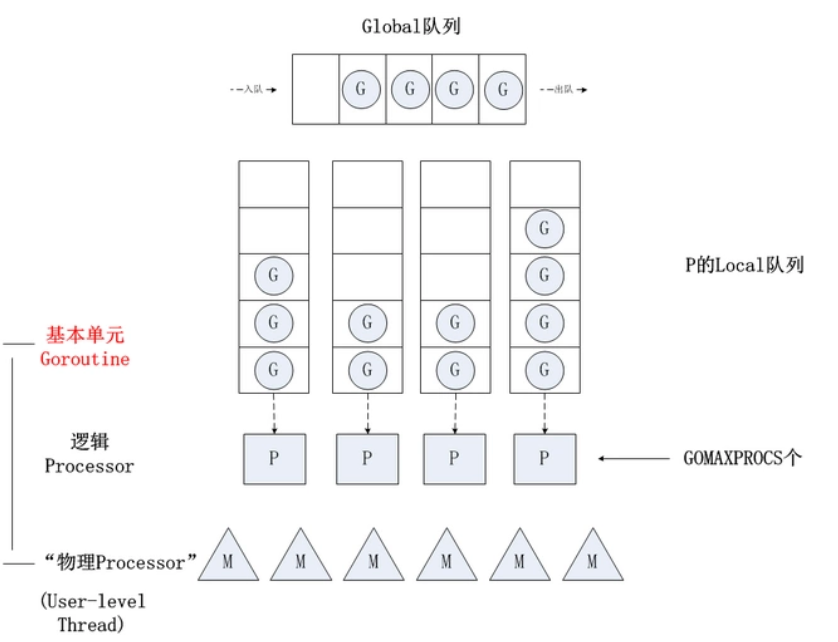 Global队列
--入队→
G G G G
--出队→
G
G
G
P的Local队列
基本单元
Goroutine
G G G G
G G G G
逻辑
Processor
P P P P
GOMAXPROCS个
“物理Processor”
M M M M M M
(User-level
Thread)